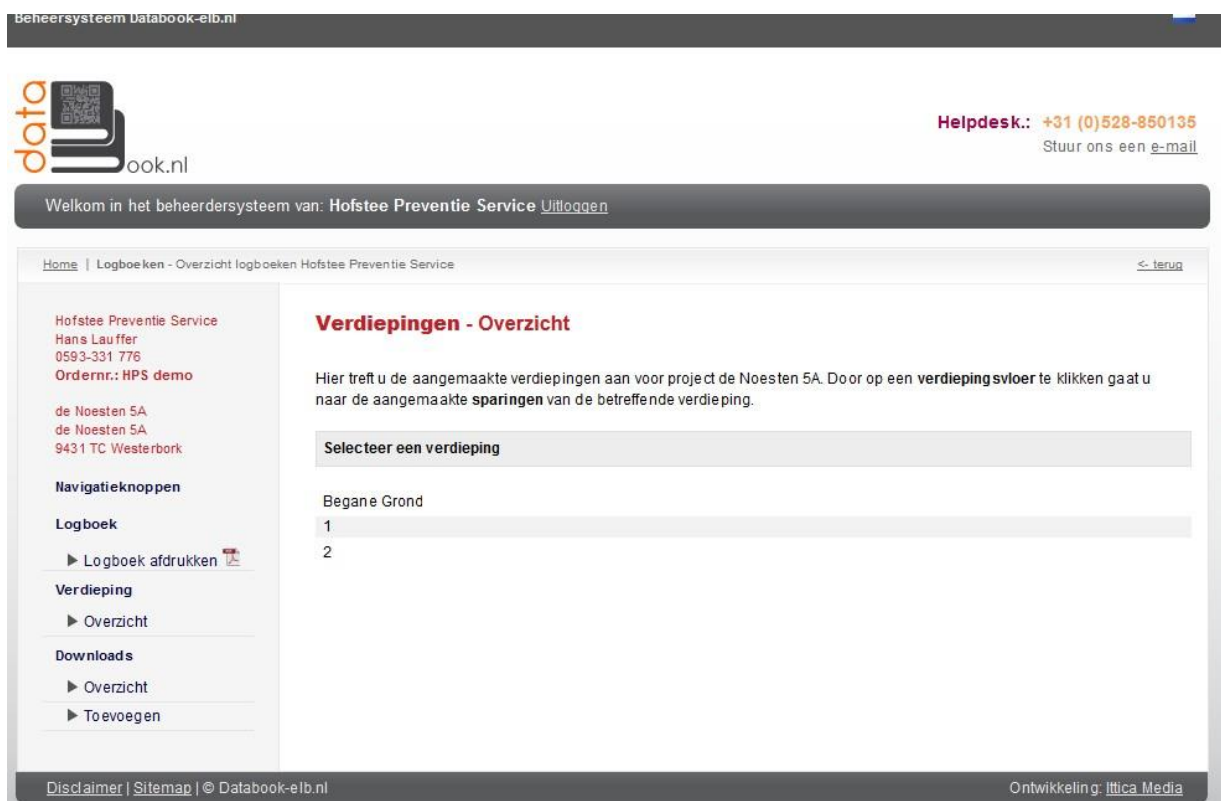 Beheersysteem Databook-elb.nl
data
ook.nl
Helpdesk.: +31 (0)528-850135
Stuur ons een e-mail
Welkom in het beheerdersysteem van: Hofstee Preventie Service Uitloggen
Home | Logboeken - Overzicht logboeken Hofstee Preventie Service
<- terug
Hofstee Preventie Service
Hans Lauffer
0593-331 776
Ordernr.: HPS demo
de Noesten 5A
de Noesten 5A
9431 TC Westerbork
Navigatieknoppen
Logboek
Logboek afdrukken
Verdieping
Overzicht
Downloads
Overzicht
Toevoegen
Verdiepingen - Overzicht
Hier treft u de aangemaakte verdiepingen aan voor project de Noesten 5A. Door op een verdiepingsvloer te klikken gaat u
naar de aangemaakte sparingen van de betreffende verdieping.
Selecteer een verdieping
Begane Grond
1
2
Disclaimer | Sitemap | © Databook-elb.nl
Ontwikkeling: Ittica Media